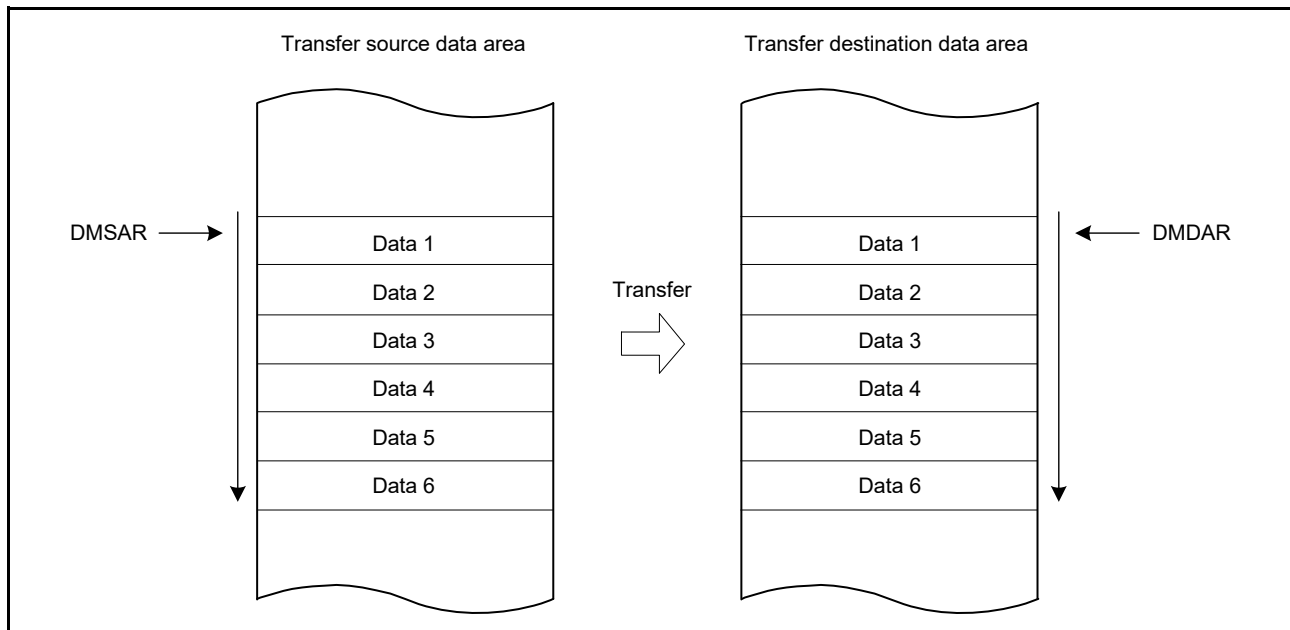 Transfer source data area
Transfer destination data area
DMSAR
Data 1
Data 1
DMDAR
Data 2
Transfer
Data 2
Data 3
Data 3
Data 4
Data 4
Data 5
Data 5
Data 6
Data 6